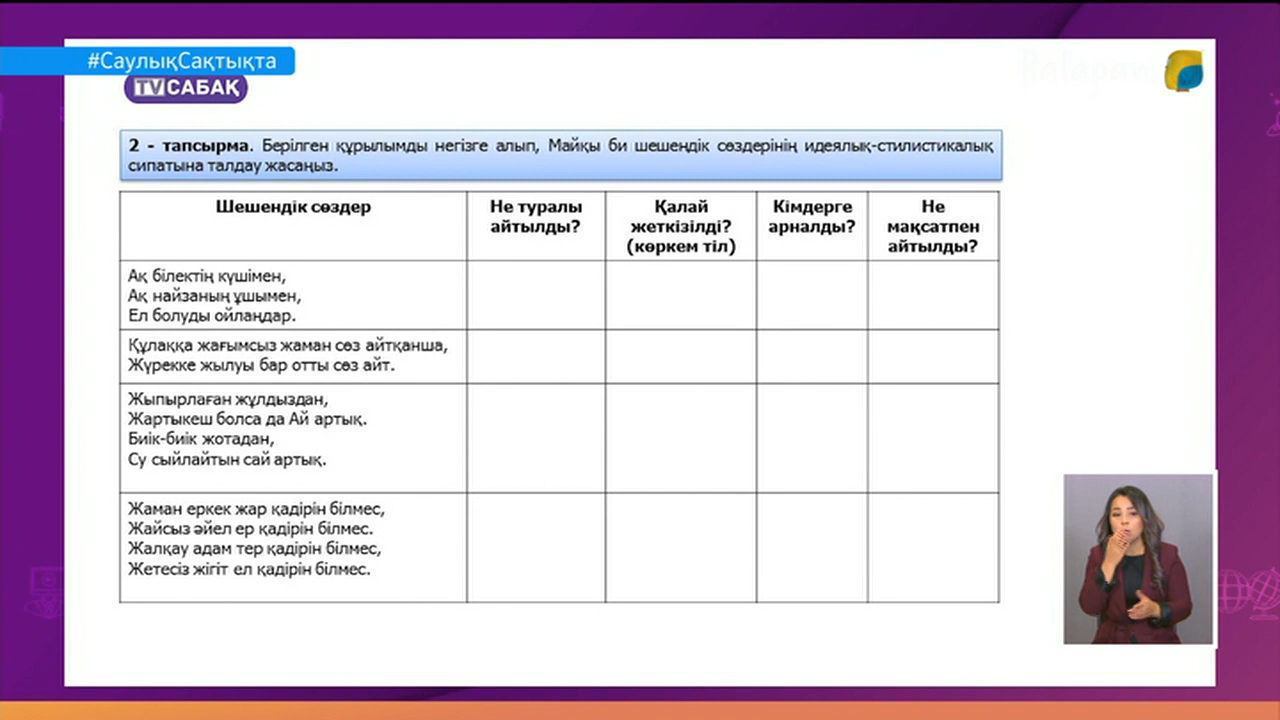 #СаулықСақтықта
Balapan
TVСАБАҚ
2 - тапсырма. Берілген құрылымды негізге алып, Майқы би шешендік сөздерінің идеялық-стилистикалық
сипатына талдау жасаңыз.
Шешендік сөздер
Не туралы
айтылды?
Қалай
жеткізілді?
(көркем тіл)
Кімдерге
арналды?
Не
мақсатпен
айтылды?
Ақ білектің күшімен,
Ақ найзаның ұшымен,
Ел болуды ойлаңдар.
Құлаққа жағымсыз жаман сөз айтқанша,
Жүрекке жылуы бар отты сөз айт.
Жыпырлаған жұлдыздан,
Жартыкеш болса да Ай артық.
Биік-биік жотадан,
Су сыйлайтын сай артық.
Жаман еркек жар қадірін білмес,
Жайсыз әйел ер қадірін білмес.
Жалқау адам тер қадірін білмес,
Жетесіз жігіт ел қадірін білмес.